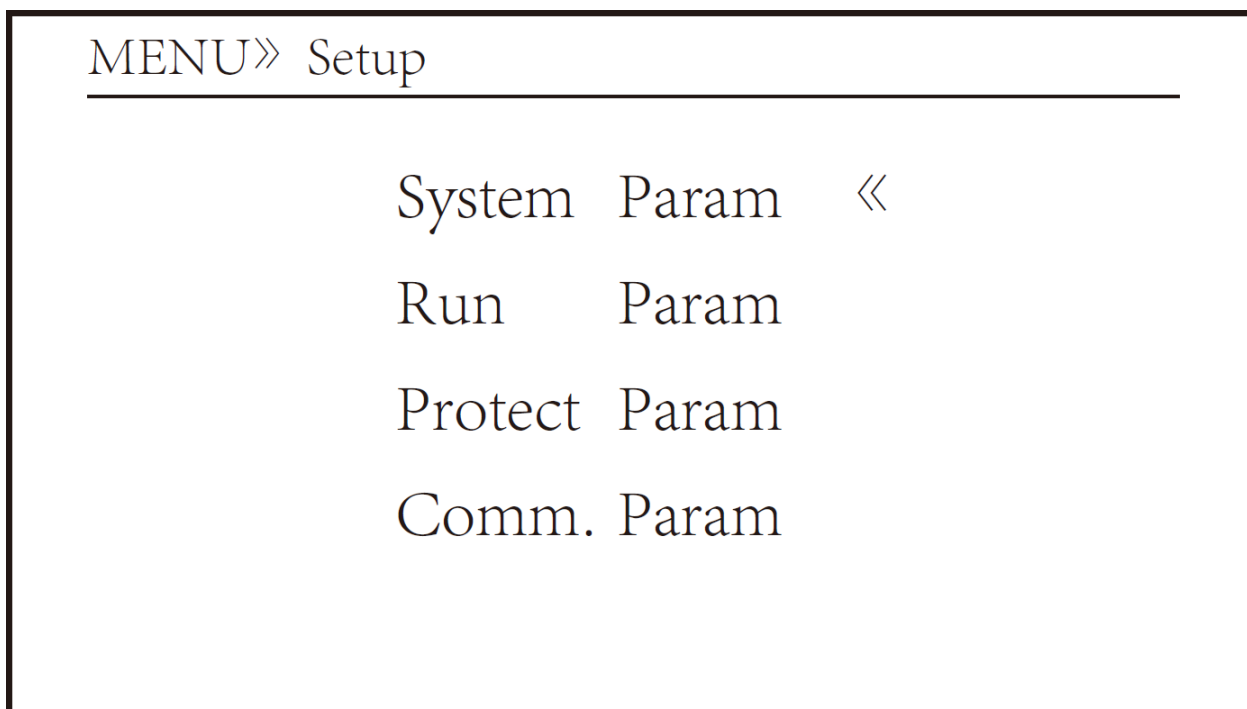 MENU» Setup
System Param «
Run Param
Protect Param
Comm. Param